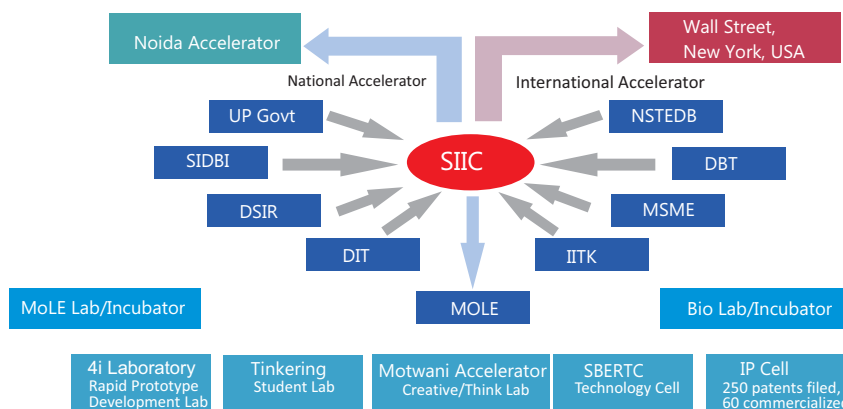 Noida Accelerator
Wall Street,
New York, USA
National Accelerator
International Accelerator
UP Govt
NSTEDB
SIDBI
SIIC
DBT
DSIR
MSME
DIT
IITK
MOLE
MoLE Lab/Incubator
Bio Lab/Incubator
4i Laboratory
Rapid Prototype
Development Lab
Tinkering
Student Lab
Motwani Accelerator
Creative/Think Lab
SBERTC
Technology Cell
IP Cell
250 patents filed,
60 commercialized